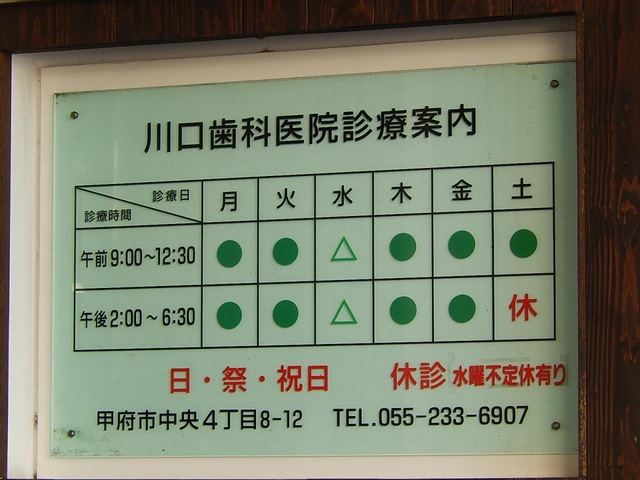 川口歯科医院診療案内
診療日 月 火 水 木 金 土
診療時間
午前9:00～12:30 ● ● △ ● ● ●
午後2:00～6:30 ● ● △ ● ● 休
日・祭・祝日 休診 水曜不定休有り
甲府市中央4丁目8-12 TEL.055-233-6907